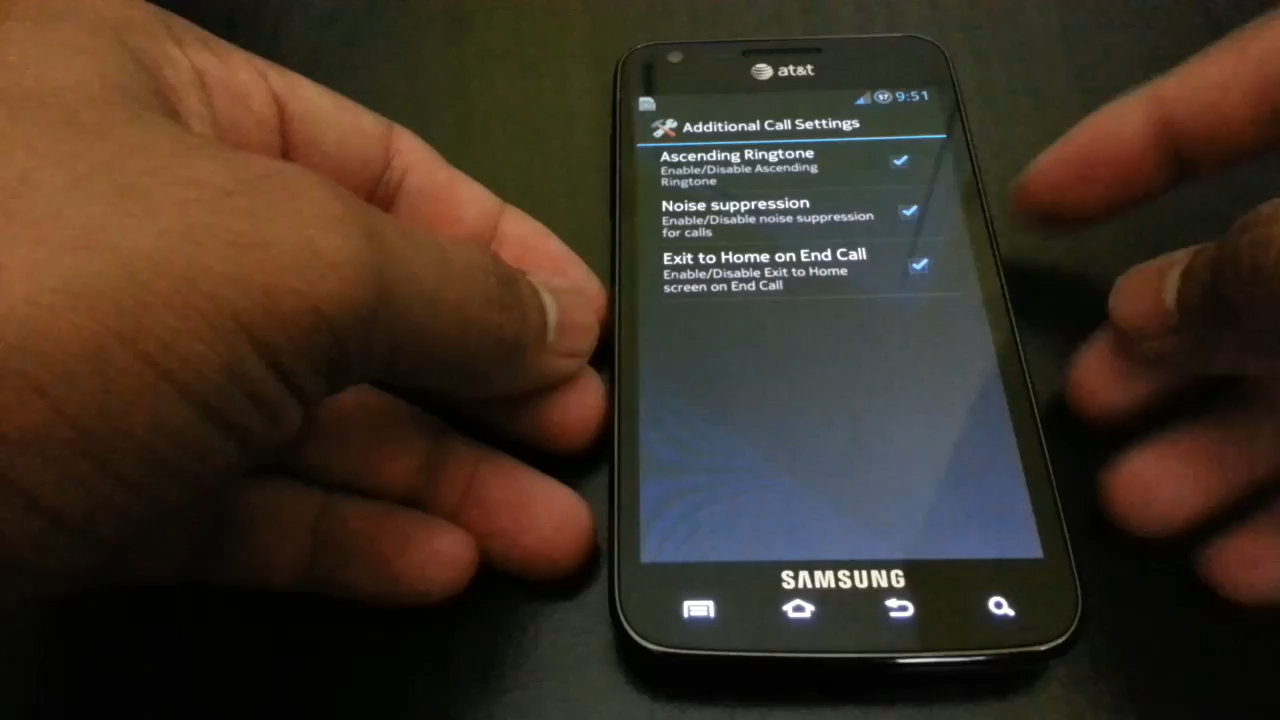 at&t
97 9:51
Additional Call Settings
Ascending Ringtone
Enable/Disable Ascending
Ringtone
Noise suppression
Enable/Disable noise suppression
for calls
Exit to Home on End Call
Enable/Disable Exit to Home
screen on End Call
SAMSUNG